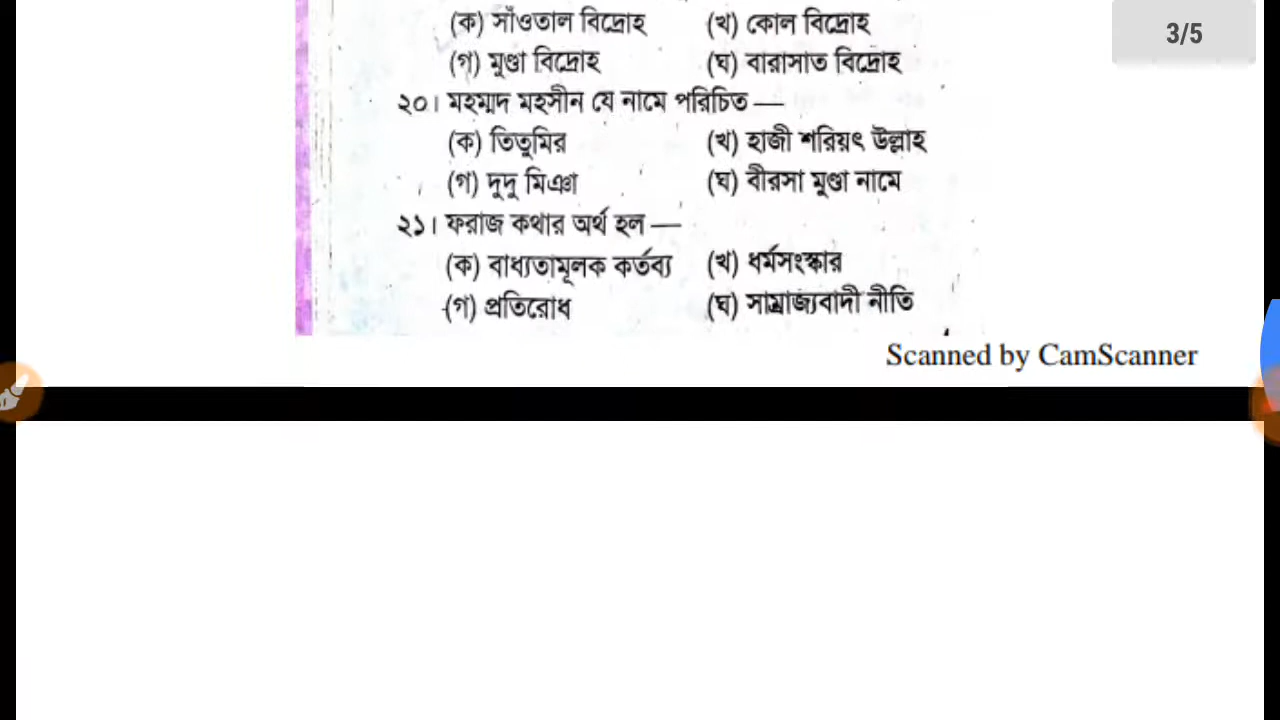 (ক) সাঁওতাল বিদ্রোহ (খ) কোল বিদ্রোহ
3/5
(গ) মুণ্ডা বিদ্রোহ (ঘ) বারাসাত বিদ্রোহ
২০। মহম্মদ মহসীন যে নামে পরিচিত —
(ক) তিতুমির (খ) হাজী শরিয়ৎ উল্লাহ
(গ) দুদু মিঞা (ঘ) বীরসা মুণ্ডা নামে
২১। ফরাজ কথার অর্থ হল —
(ক) বাধ্যতামূলক কর্তব্য (খ) ধর্মসংস্কার
(গ) প্রতিরোধ (ঘ) সাম্রাজ্যবাদী নীতি
Scanned by CamScanner